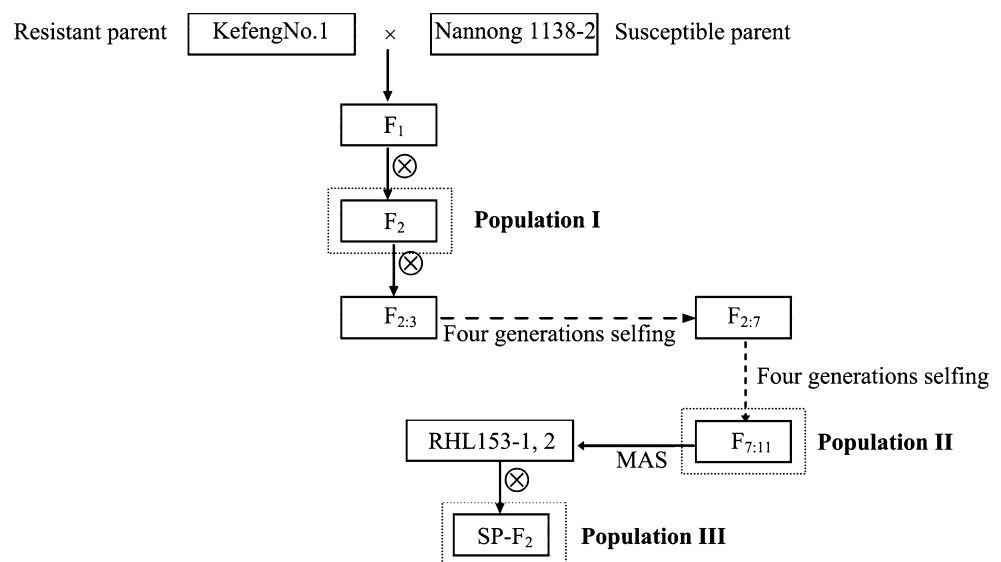 Resistant parent KefengNo.1 × Nannong 1138-2 Susceptible parent
F1
F2 Population I
F2:3 Four generations selfing F2:7
Four generations selfing
RHL153-1, 2 MAS F7:11 Population II
SP-F2 Population III